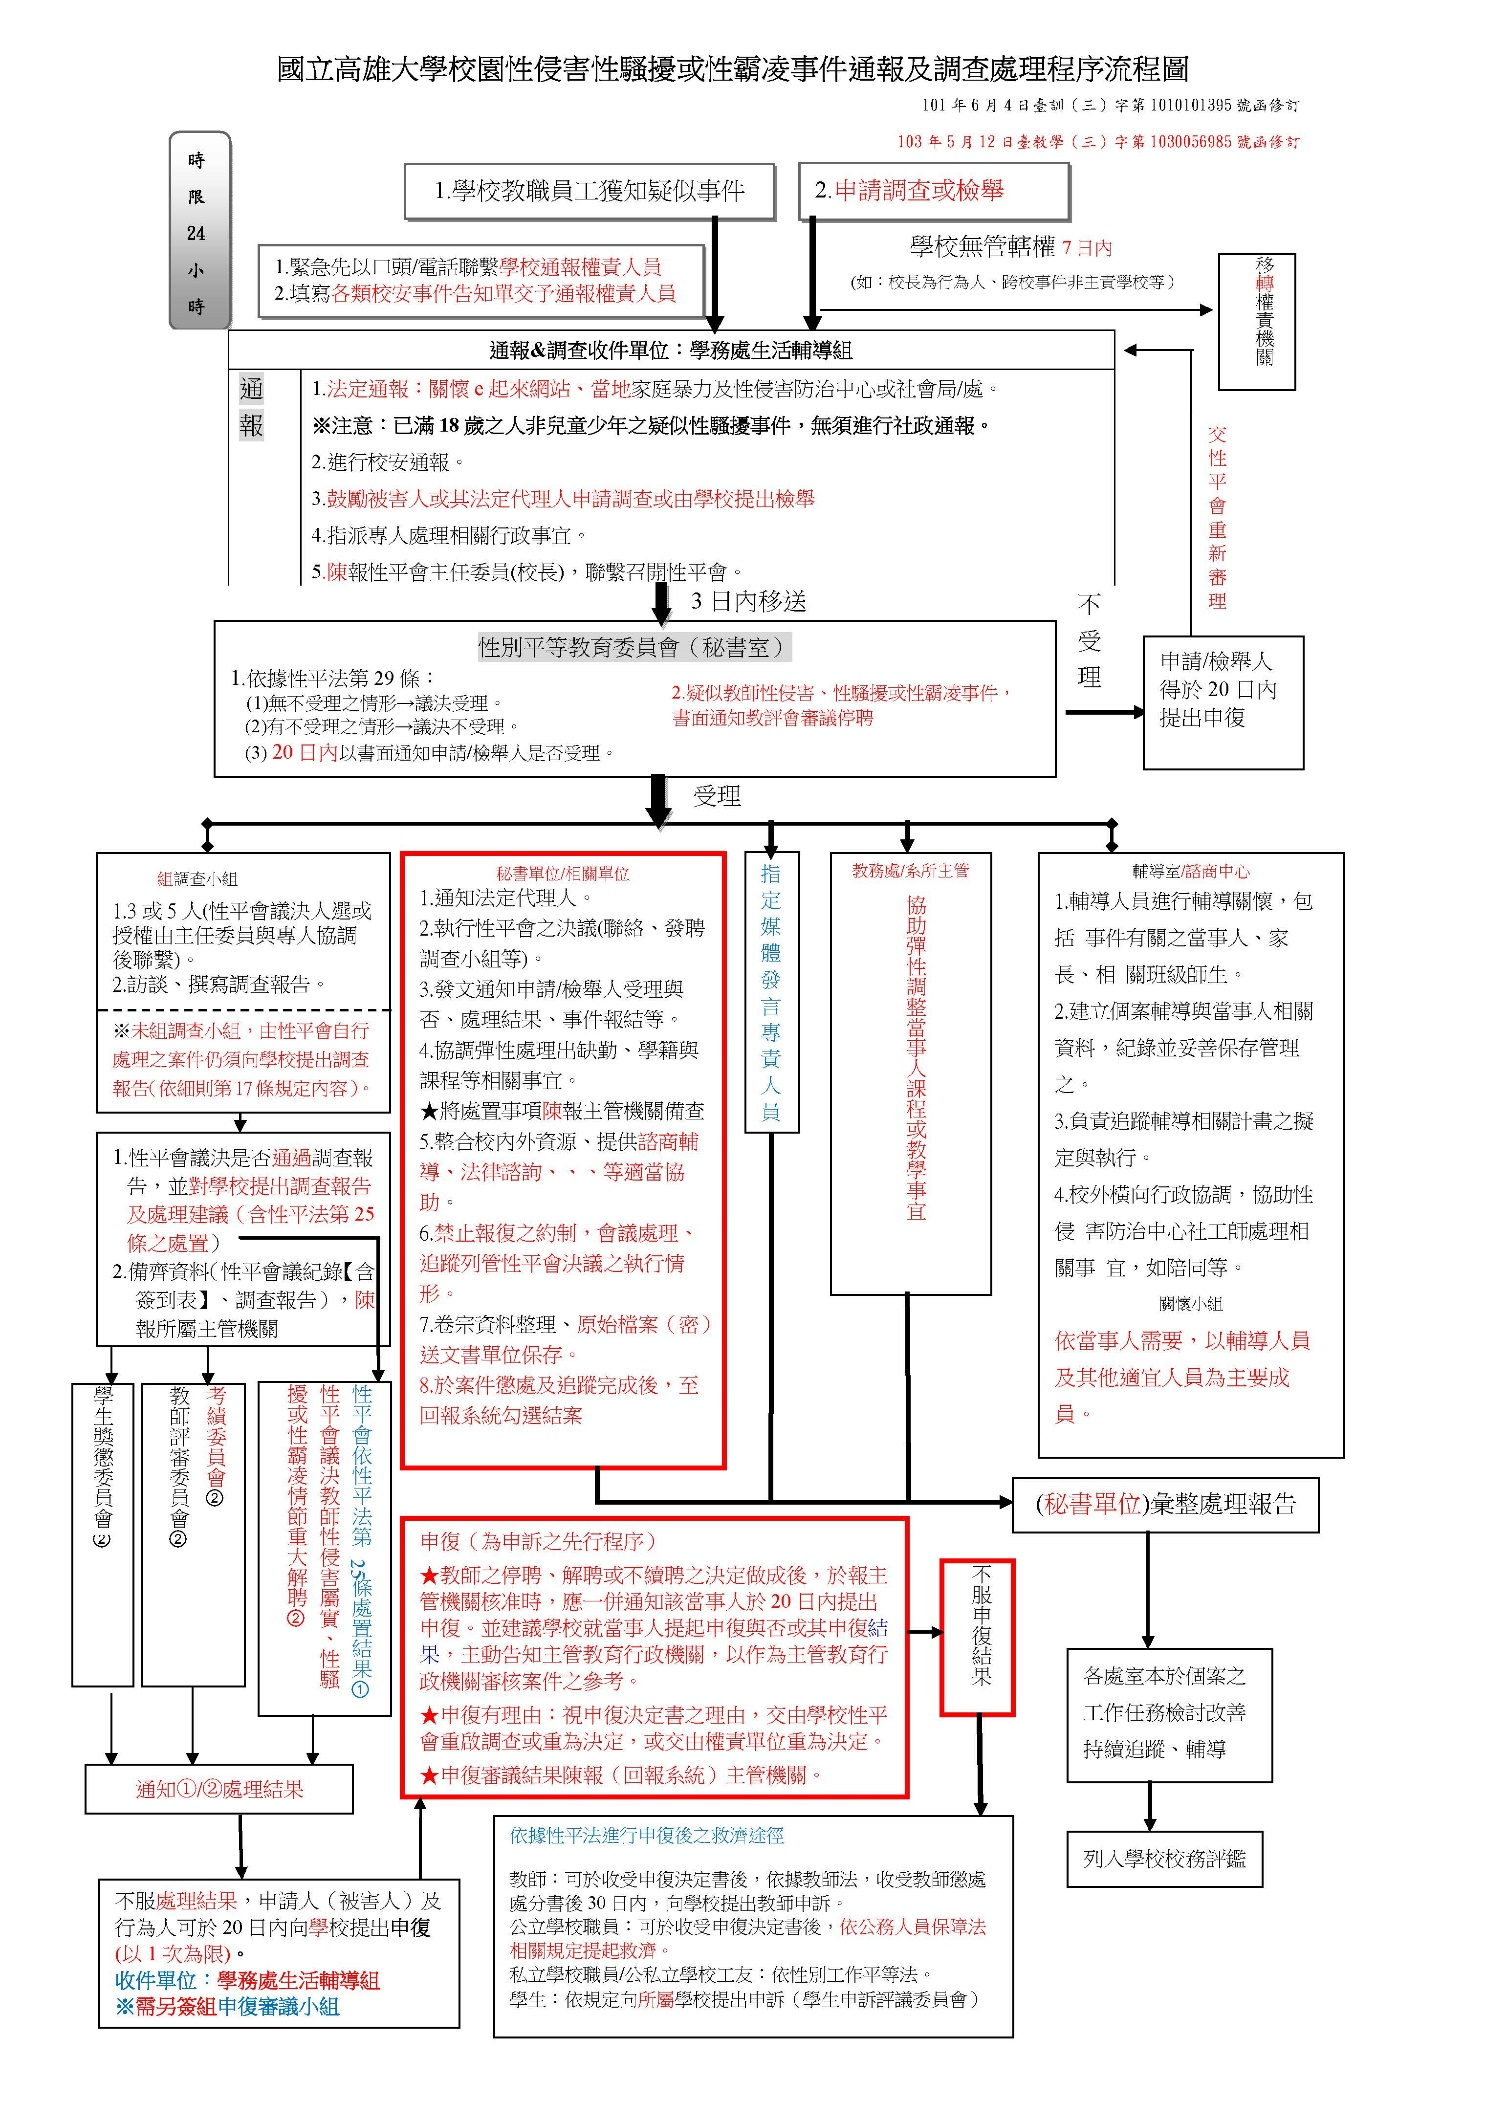 國立高雄大學校園性侵害性騷擾或性霸凌事件通報及調查處理程序流程圖
101 年 6 月 4 日臺訓（三）字第 1010101395 號函修訂
103 年 5 月 12 日臺教學（三）字第 1030056985 號函修訂
時
限
24
小
時
1.學校教職員工獲知疑似事件
2.申請調查或檢舉
1.緊急先以口頭/電話聯繫學校通報權責人員
2.填寫各類校安事件告知單交予通報權責人員
學校無管轄權 7 日內
(如：校長為行為人、跨校事件非主責學校等）
移轉權責機關
通報&調查收件單位：學務處生活輔導組
通
報
1.法定通報：關懷 e 起來網站、當地家庭暴力及性侵害防治中心或社會局/處。
※注意：已滿 18 歲之人非兒童少年之疑似性騷擾事件，無須進行社政通報。
2.進行校安通報。
3.鼓勵被害人或其法定代理人申請調查或由學校提出檢舉
4.指派專人處理相關行政事宜。
5.陳報性平會主任委員(校長)，聯繫召開性平會。
交性平會重新審理
3 日內移送
不受理
性別平等教育委員會（秘書室）
1.依據性平法第 29 條：
(1)無不受理之情形→議決受理。
(2)有不受理之情形→議決不受理。
(3) 20 日內以書面通知申請/檢舉人是否受理。
2.疑似教師性侵害、性騷擾或性霸凌事件，
書面通知教評會審議停聘
申請/檢舉人
得於 20 日內
提出申復
受理
組調查小組
1.3 或 5 人(性平會議決人選或
授權由主任委員與專人協調
後聯繫)。
2.訪談、撰寫調查報告。
※未組調查小組，由性平會自行
處理之案件仍須向學校提出調查
報告(依細則第 17 條規定內容）。
1.性平會議決是否通過調查報
告，並對學校提出調查報告
及處理建議（含性平法第 25
條之處置）
2.備齊資料（性平會議紀錄【含
簽到表】、調查報告），陳
報所屬主管機關
秘書單位/相關單位
1.通知法定代理人。
2.執行性平會之決議(聯絡、發聘
調查小組等)。
3.發文通知申請/檢舉人受理與
否、處理結果、事件報結等。
4.協調彈性處理出缺勤、學籍與
課程等相關事宜。
★將處置事項陳報主管機關備查
5.整合校內外資源、提供諮商輔
導、法律諮詢、、、等適當協
助。
6.禁止報復之約制，會議處理、
追蹤列管性平會決議之執行情
形。
7.卷宗資料整理、原始檔案（密）
送文書單位保存。
8.於案件懲處及追蹤完成後，至
回報系統勾選結案
指定媒體發言專責人員
教務處/系所主管
協助彈性調整當事人課程或教學事宜
輔導室/諮商中心
1.輔導人員進行輔導關懷，包
括 事件有關之當事人、家
長、相 關班級師生。
2.建立個案輔導與當事人相關
資料，紀錄並妥善保存管理
之。
3.負責追蹤輔導相關計畫之擬
定與執行。
4.校外橫向行政協調，協助性
侵 害防治中心社工師處理相
關事 宜，如陪同等。
關懷小組
依當事人需要，以輔導人員
及其他適宜人員為主要成
員。
學生獎懲委員會②
考績委員會②
教師評審委員會②
性平會依性平法第 25條處置結果①
性平會議決教師性侵害屬實、性騷
擾或性霸凌情節重大解聘②
(秘書單位)彙整處理報告
申復（為申訴之先行程序）
★教師之停聘、解聘或不續聘之決定做成後，於報主
管機關核准時，應一併通知該當事人於 20 日內提出
申復。並建議學校就當事人提起申復與否或其申復結
果，主動告知主管教育行政機關，以作為主管教育行
政機關審核案件之參考。
★申復有理由：視申復決定書之理由，交由學校性平
會重啟調查或重為決定，或交由權責單位重為決定。
★申復審議結果陳報（回報系統）主管機關。
不服申復結果
各處室本於個案之
工作任務檢討改善
持續追蹤、輔導
通知①/②處理結果
列入學校校務評鑑
不服處理結果，申請人（被害人）及
行為人可於 20 日內向學校提出申復
(以 1 次為限)。
收件單位：學務處生活輔導組
※需另簽組申復審議小組
依據性平法進行申復後之救濟途徑
教師：可於收受申復決定書後，依據教師法，收受教師懲處
處分書後 30 日內，向學校提出教師申訴。
公立學校職員：可於收受申復決定書後，依公務人員保障法
相關規定提起救濟。
私立學校職員/公私立學校工友：依性別工作平等法。
學生：依規定向所屬學校提出申訴（學生申訴評議委員會）